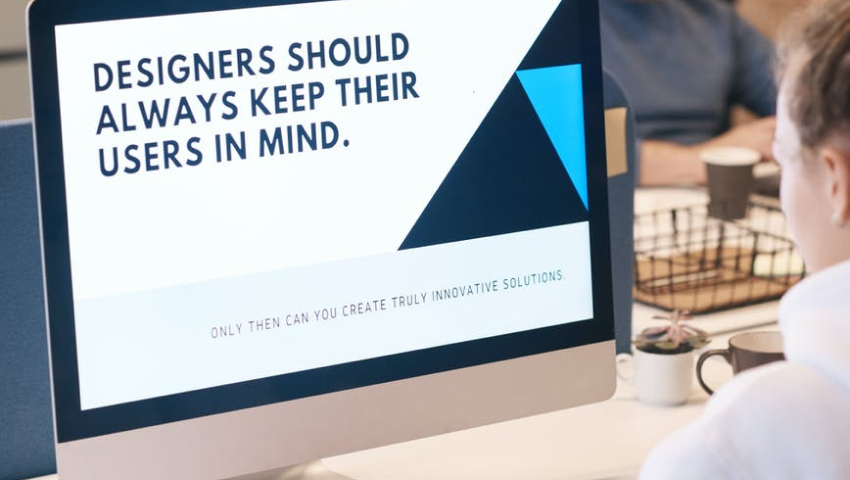 DESIGNERS SHOULD
ALWAYS KEEP THEIR
USERS IN MIND.
ONLY THEN CAN YOU CREATE TRULY INNOVATIVE SOLUTIONS.